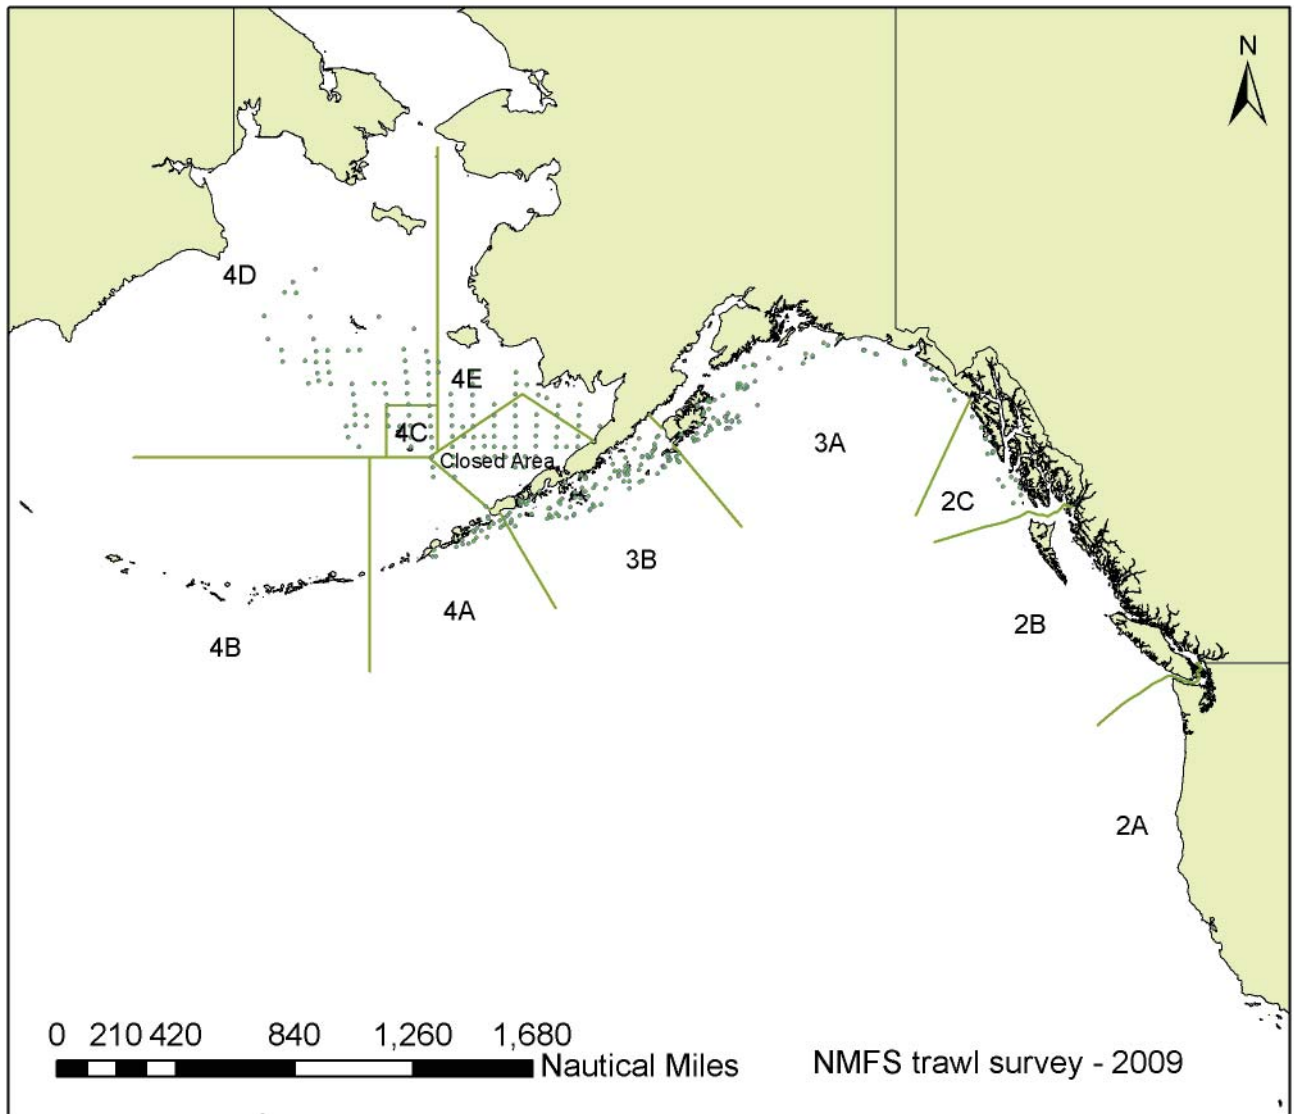 N
4D
4E
4C
Closed Area
3A
2C
3B
4A
2B
4B
2A
0 210 420 840 1,260 1,680
Nautical Miles
NMFS trawl survey - 2009